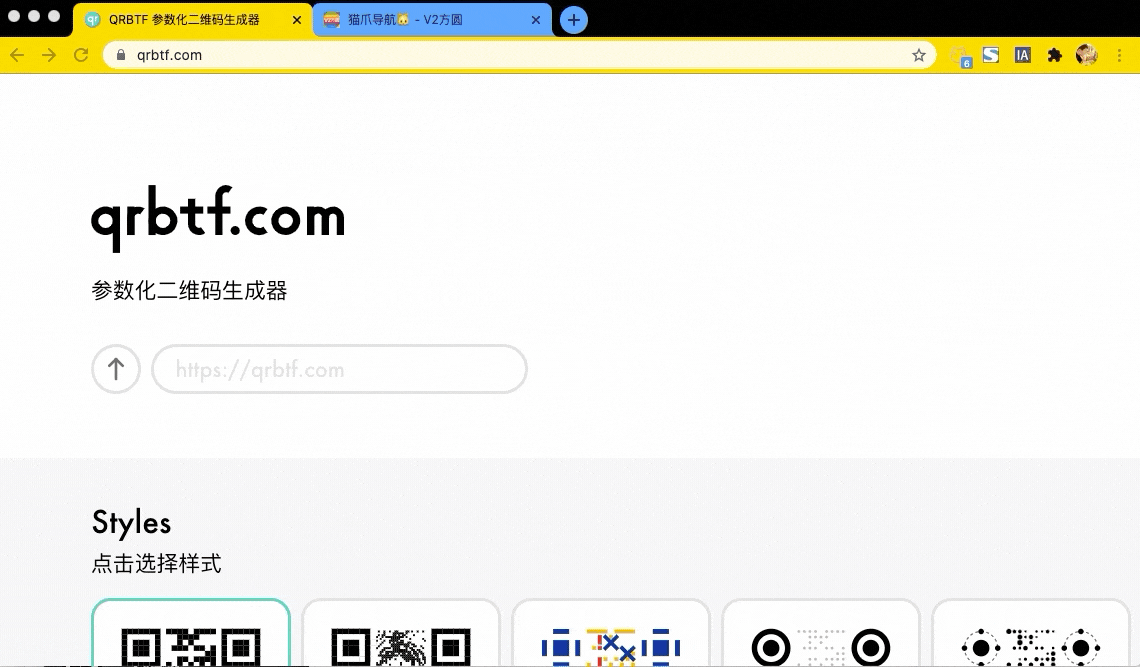 QRBTF 参数化二维码生成器
猫爪导航🐱 - V2方圆
qrbtf.com
6
IA
qrbtf.com
参数化二维码生成器
https://qrbtf.com
Styles
点击选择样式